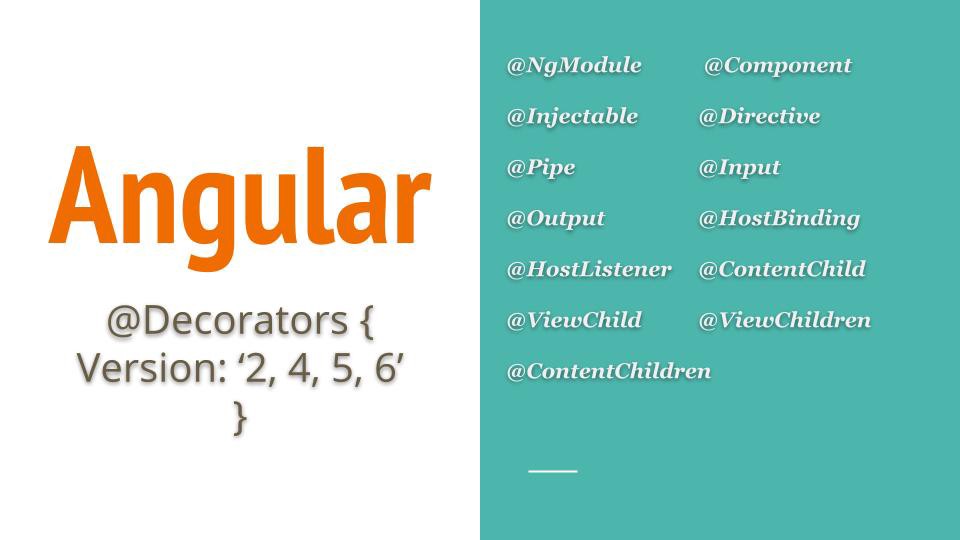 Angular
@Decorators {
Version: ‘2, 4, 5, 6’
}
@NgModule @Component
@Injectable @Directive
@Pipe @Input
@Output @HostBinding
@HostListener @ContentChild
@ViewChild @ViewChildren
@ContentChildren